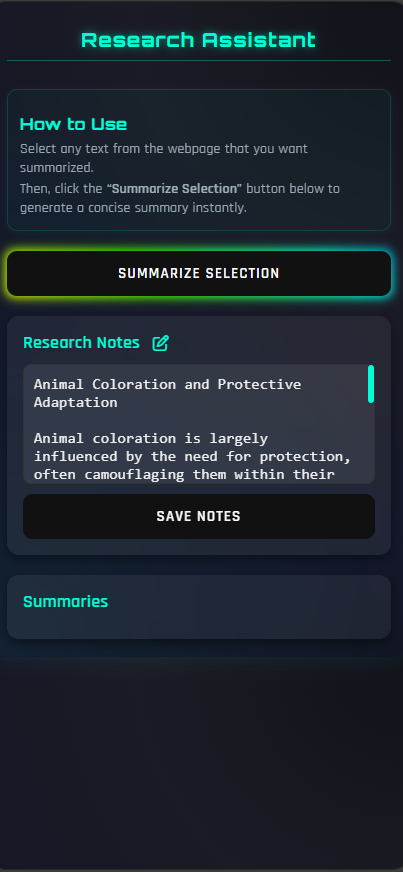 Research Assistant
How to Use
Select any text from the webpage that you want
summarized.
Then, click the “Summarize Selection” button below to
generate a concise summary instantly.
SUMMARIZE SELECTION
Research Notes
Animal Coloration and Protective
Adaptation
Animal coloration is largely
influenced by the need for protection,
often camouflaging them within their
SAVE NOTES
Summaries